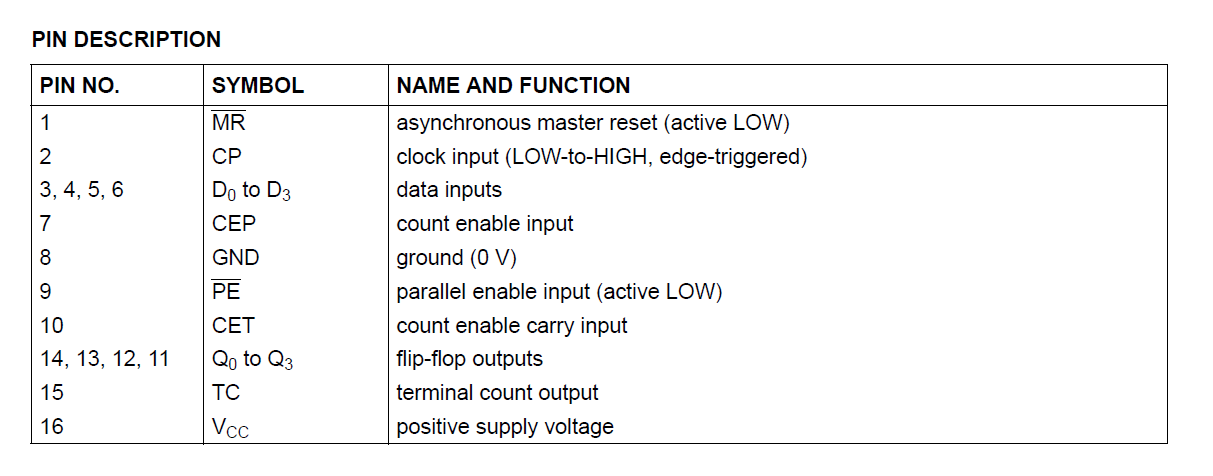 PIN DESCRIPTION
PIN NO. SYMBOL NAME AND FUNCTION
1 M̅R̅ asynchronous master reset (active LOW)
2 CP clock input (LOW-to-HIGH, edge-triggered)
3, 4, 5, 6 D₀ to D₃ data inputs
7 CEP count enable input
8 GND ground (0 V)
9 P̅E̅ parallel enable input (active LOW)
10 CET count enable carry input
14, 13, 12, 11 Q₀ to Q₃ flip-flop outputs
15 TC terminal count output
16 VCC positive supply voltage